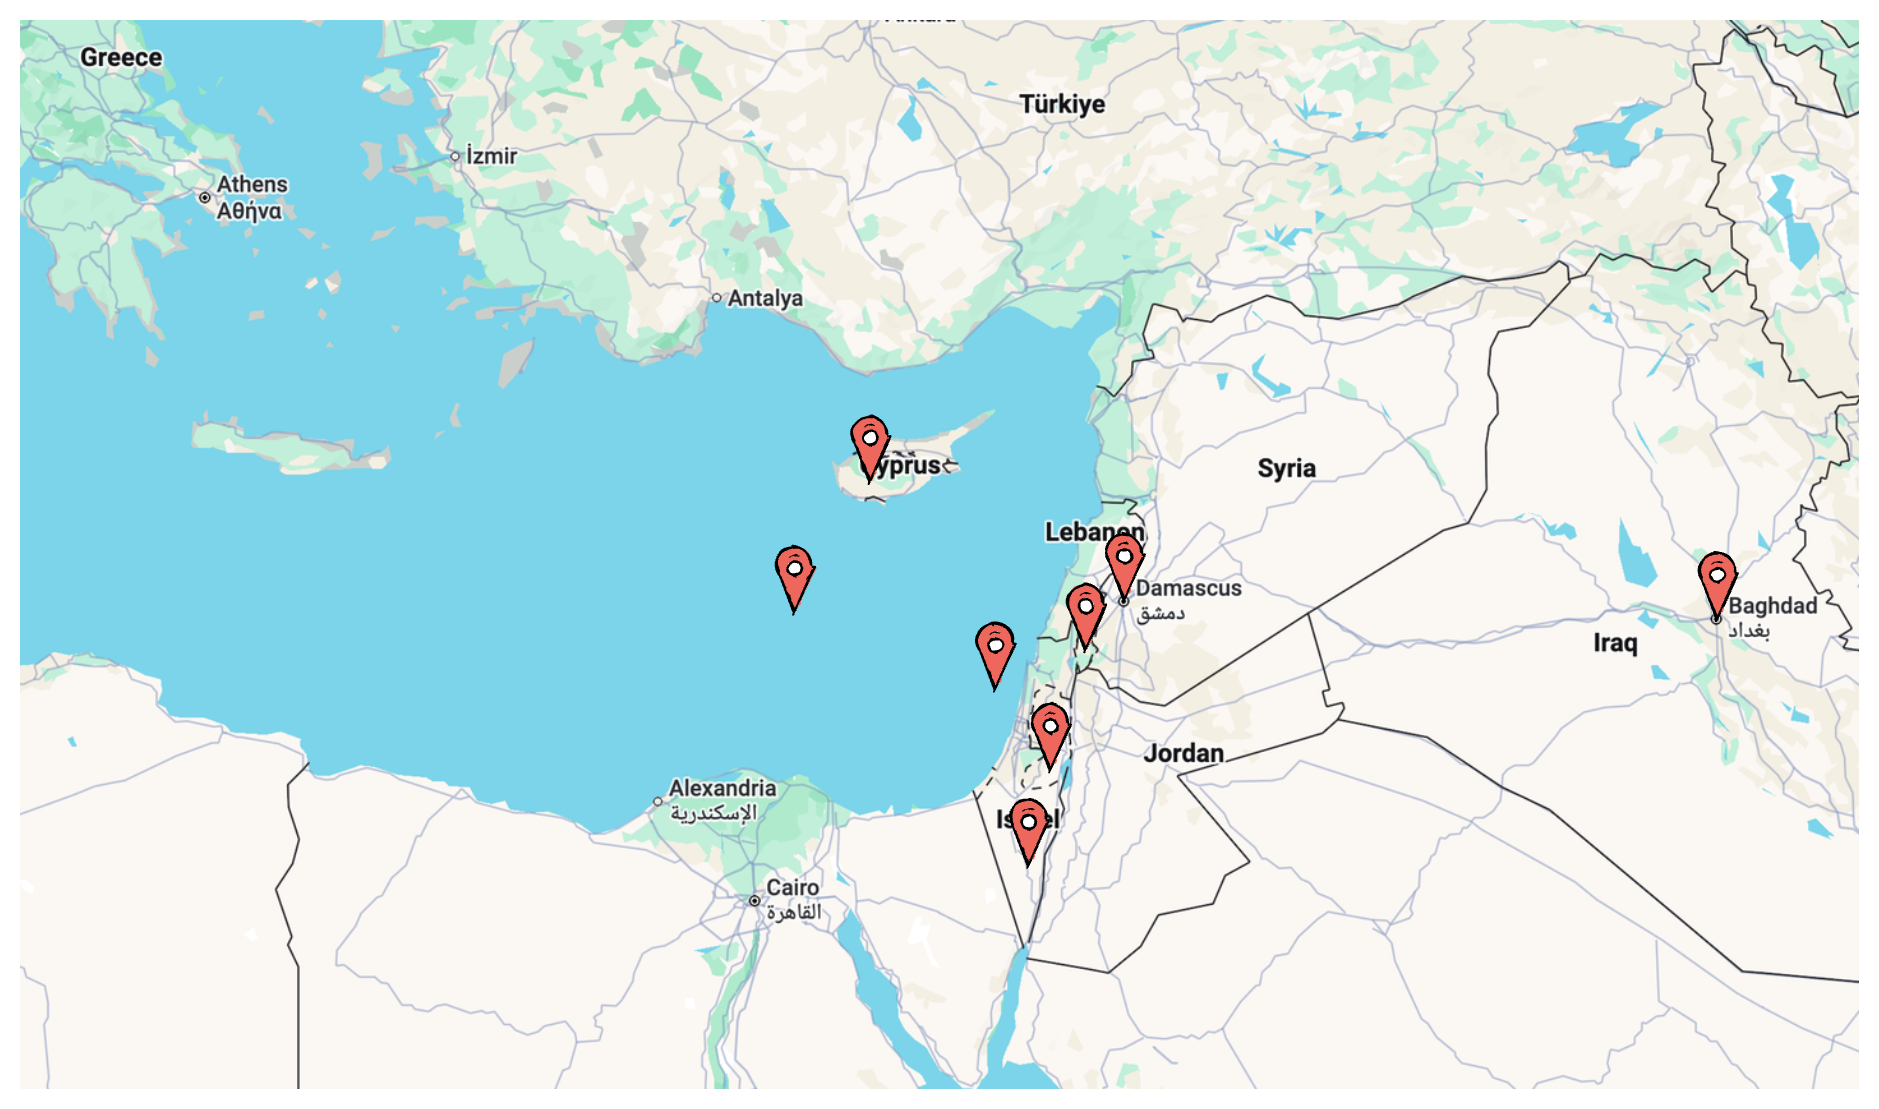 Greece
Türkiye
İzmir
Athens
Αθήνα
Antalya
Cyprus
Syria
Lebanon
Damascus
دمشق
Baghdad
بغداد
Iraq
Jordan
Alexandria
الإسكندرية
Israel
Cairo
القاهرة